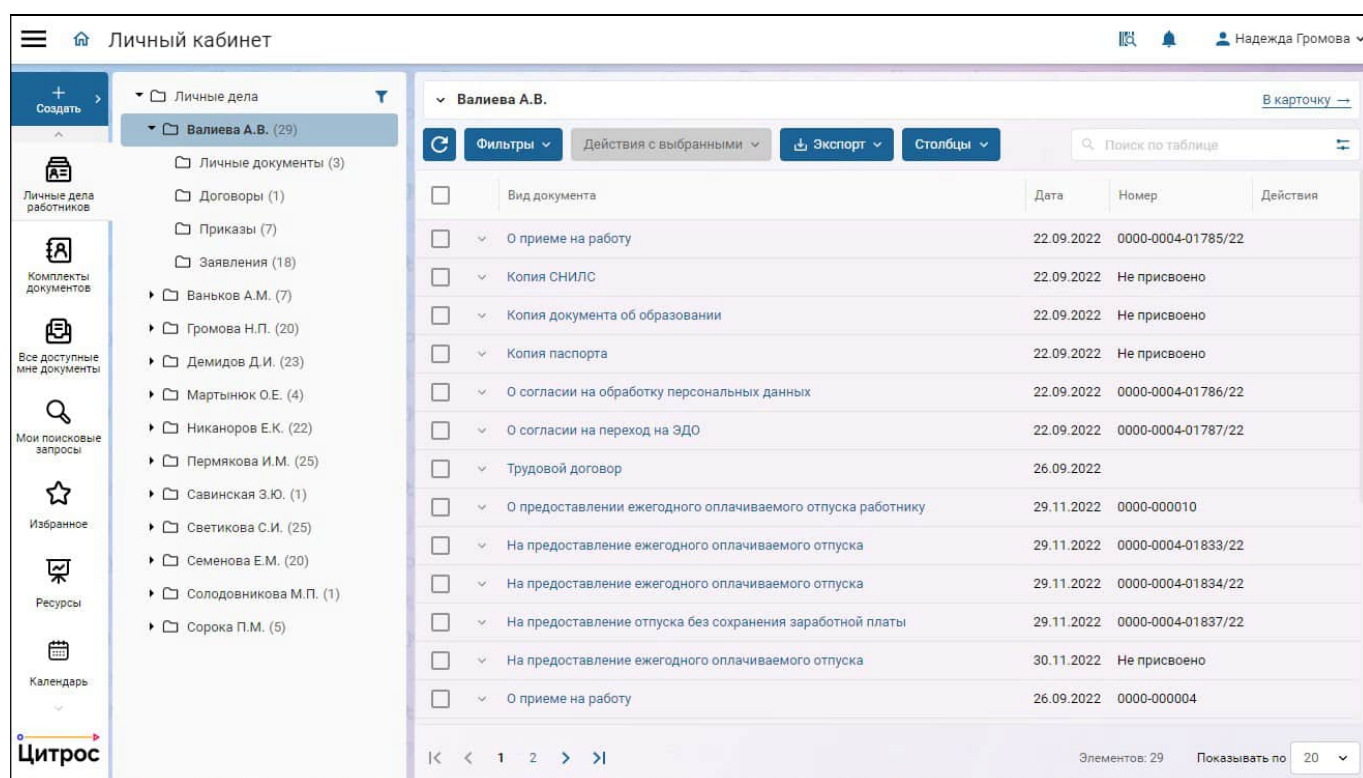 Личный кабинет
Надежда Громова
+ Создать
Личные дела работников
Комплекты документов
Все доступные мне документы
Мои поисковые запросы
Избранное
Ресурсы
Календарь
Цитрос
Личные дела
Валиева А.В. (29)
Личные документы (3)
Договоры (1)
Приказы (7)
Заявления (18)
Ваньков А.М. (7)
Громова Н.П. (20)
Демидов Д.И. (23)
Мартынюк О.Е. (4)
Никаноров Е.К. (22)
Пермякова И.М. (25)
Савинская З.Ю. (1)
Светикова С.И. (25)
Семенова Е.М. (20)
Солодовникова М.П. (1)
Сорока П.М. (5)
Валиева А.В. В карточку →
Фильтры Действия с выбранными Экспорт Столбцы Поиск по таблице
Вид документа Дата Номер Действия
О приеме на работу 22.09.2022 0000-0004-01785/22
Копия СНИЛС 22.09.2022 Не присвоено
Копия документа об образовании 22.09.2022 Не присвоено
Копия паспорта 22.09.2022 Не присвоено
О согласии на обработку персональных данных 22.09.2022 0000-0004-01786/22
О согласии на переход на ЭДО 22.09.2022 0000-0004-01787/22
Трудовой договор 26.09.2022
О предоставлении ежегодного оплачиваемого отпуска работнику 29.11.2022 0000-000010
На предоставление ежегодного оплачиваемого отпуска 29.11.2022 0000-0004-01833/22
На предоставление ежегодного оплачиваемого отпуска 29.11.2022 0000-0004-01834/22
На предоставление отпуска без сохранения заработной платы 29.11.2022 0000-0004-01837/22
На предоставление ежегодного оплачиваемого отпуска 30.11.2022 Не присвоено
О приеме на работу 26.09.2022 0000-000004
1 2 Элементов: 29 Показывать по 20